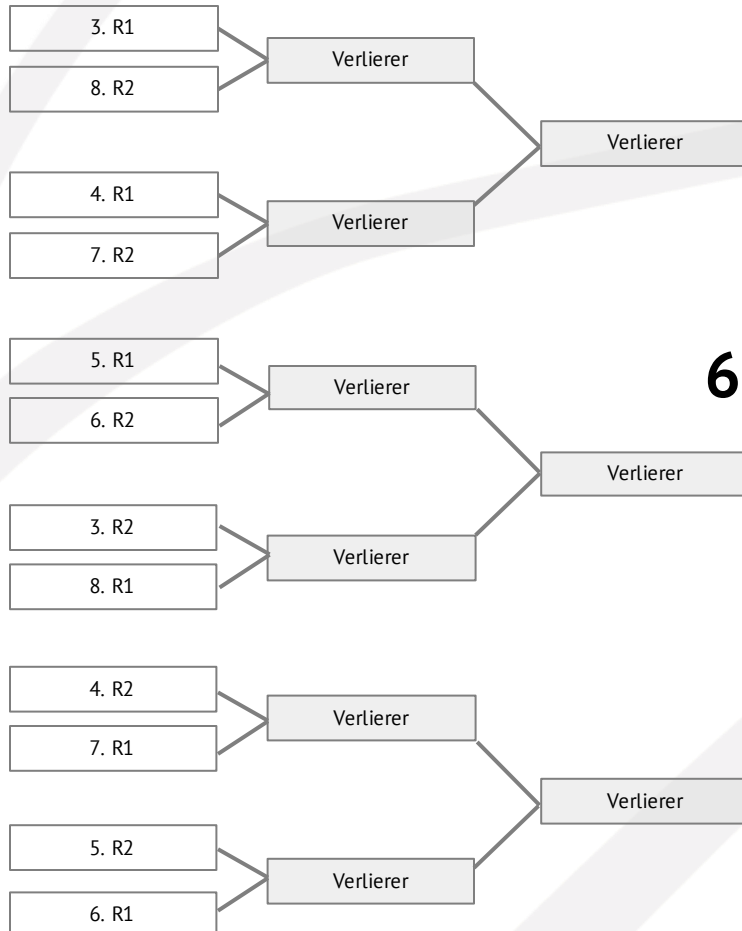 3. R1
8. R2
Verlierer
4. R1
7. R2
Verlierer
Verlierer
5. R1
6. R2
Verlierer
3. R2
8. R1
Verlierer
Verlierer
6
4. R2
7. R1
Verlierer
5. R2
6. R1
Verlierer
Verlierer